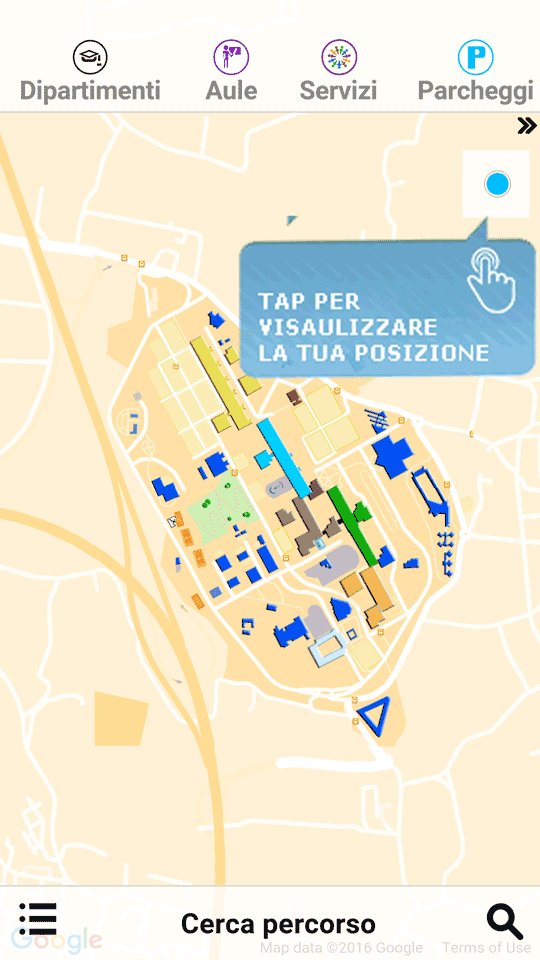 Dipartimenti Aule Servizi Parcheggi
P
TAP PER
VISAULIZZARE
LA TUA POSIZIONE
Cerca percorso
Google
Map data ©2016 Google Terms of Use